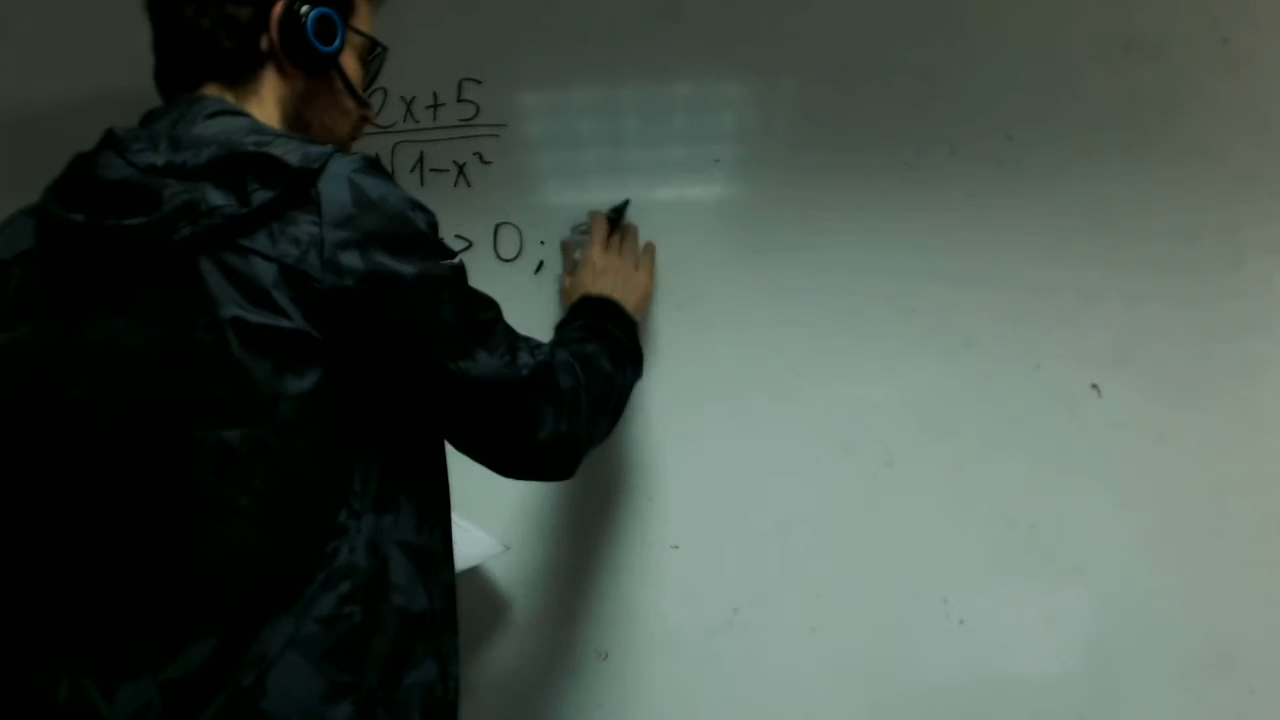 2x+5
√1-x²
> 0;